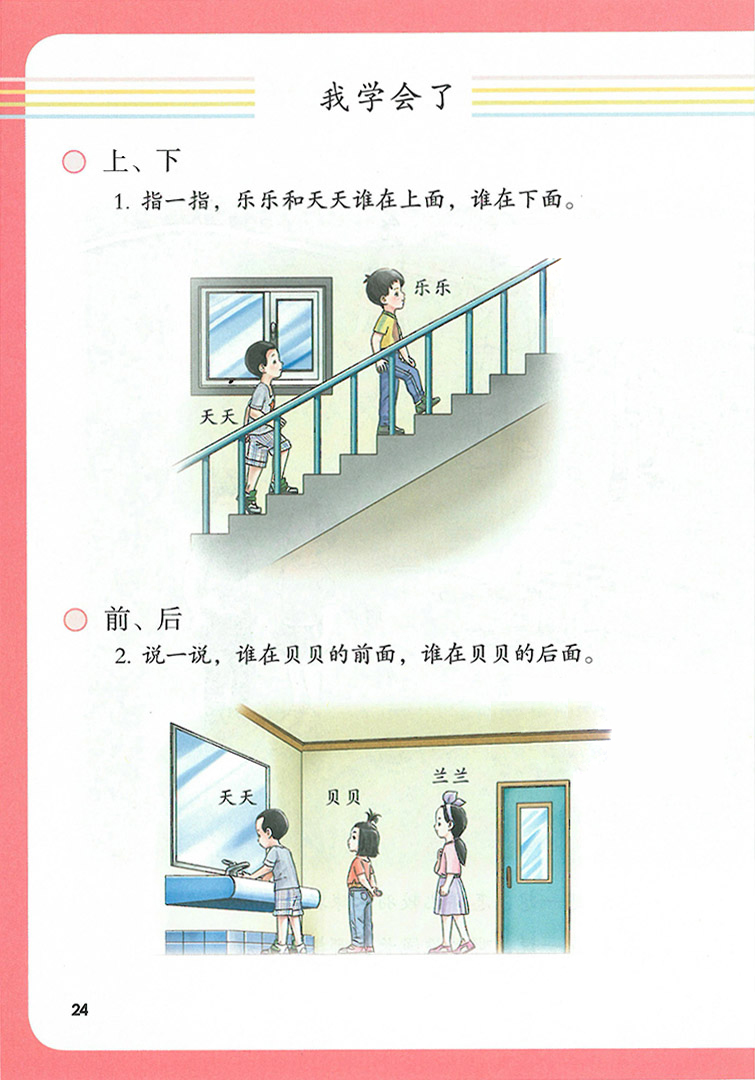 我学会了
上、下
1. 指一指，乐乐和天天谁在上面，谁在下面。
乐乐
天天
前、后
2. 说一说，谁在贝贝的前面，谁在贝贝的后面。
兰兰
天天
贝贝
24